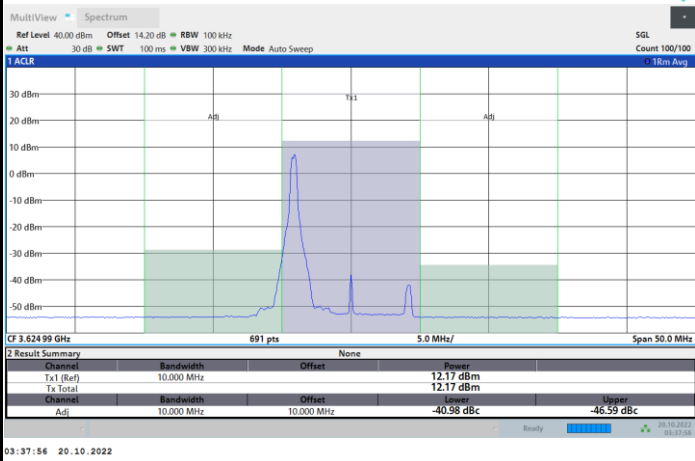 MultiView Spectrum
Ref Level 40.00 dBm Offset 14.20 dB RBW 100 kHz SGL
Att 30 dB SWT 100 ms VBW 300 kHz Mode Auto Sweep Count 100/100
1 ACLR 1Rm Avg
30 dBm
Tx1
20 dBm
Adj Adj
10 dBm
0 dBm
-10 dBm
-20 dBm
-30 dBm
-40 dBm
-50 dBm
CF 3.624 99 GHz 691 pts 5.0 MHz/ Span 50.0 MHz
2 Result Summary None
Channel Bandwidth Offset Power
Tx1 (Ref) 10.000 MHz 12.17 dBm
Tx Total 12.17 dBm
Channel Bandwidth Offset Lower Upper
Adj 10.000 MHz 10.000 MHz -40.98 dBc -46.59 dBc
Ready 20.10.2022
03:37:56
03:37:56 20.10.2022